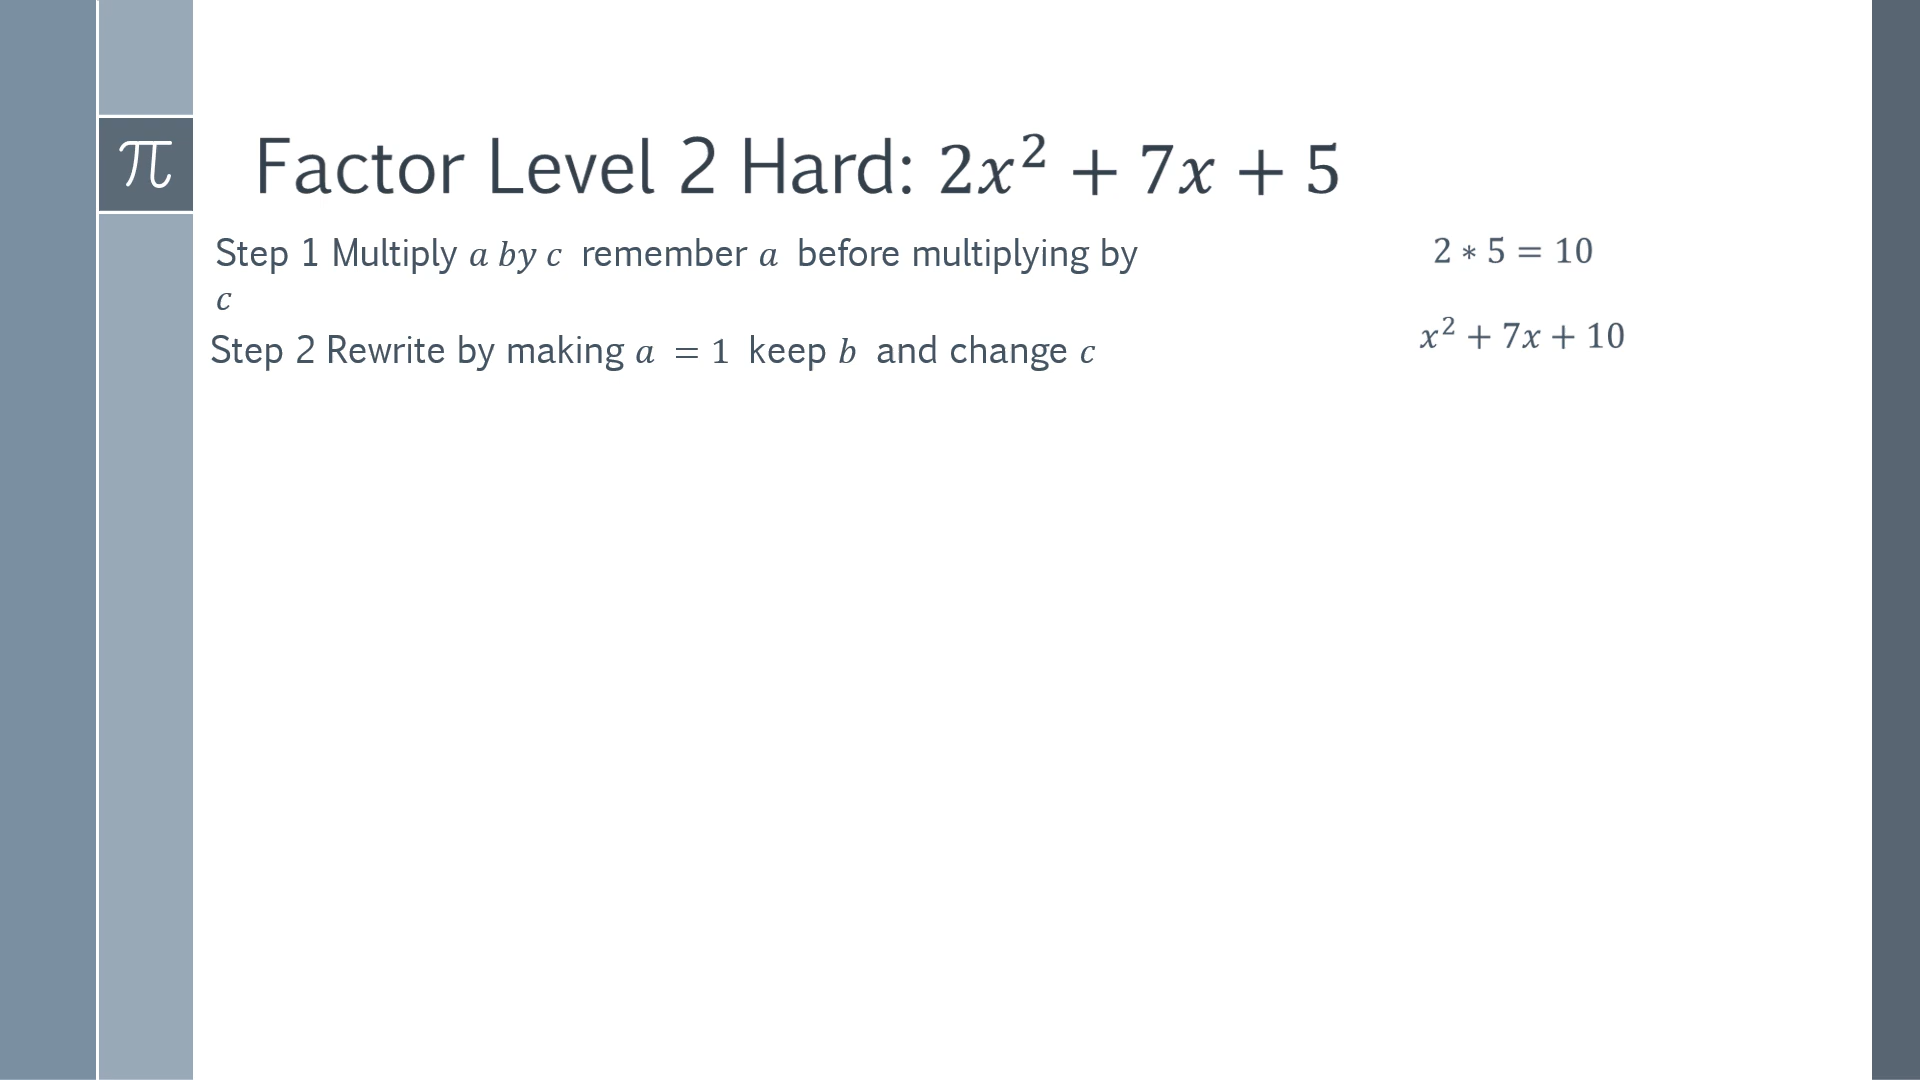 π
Factor Level 2 Hard: 2x² + 7x + 5
Step 1 Multiply a by c remember a before multiplying by
c
2 ∗ 5 = 10
Step 2 Rewrite by making a = 1 keep b and change c
x² + 7x + 10